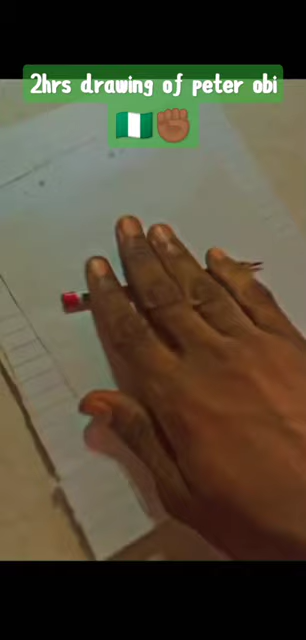 2hrs drawing of peter obi
🇳🇬✊🏾